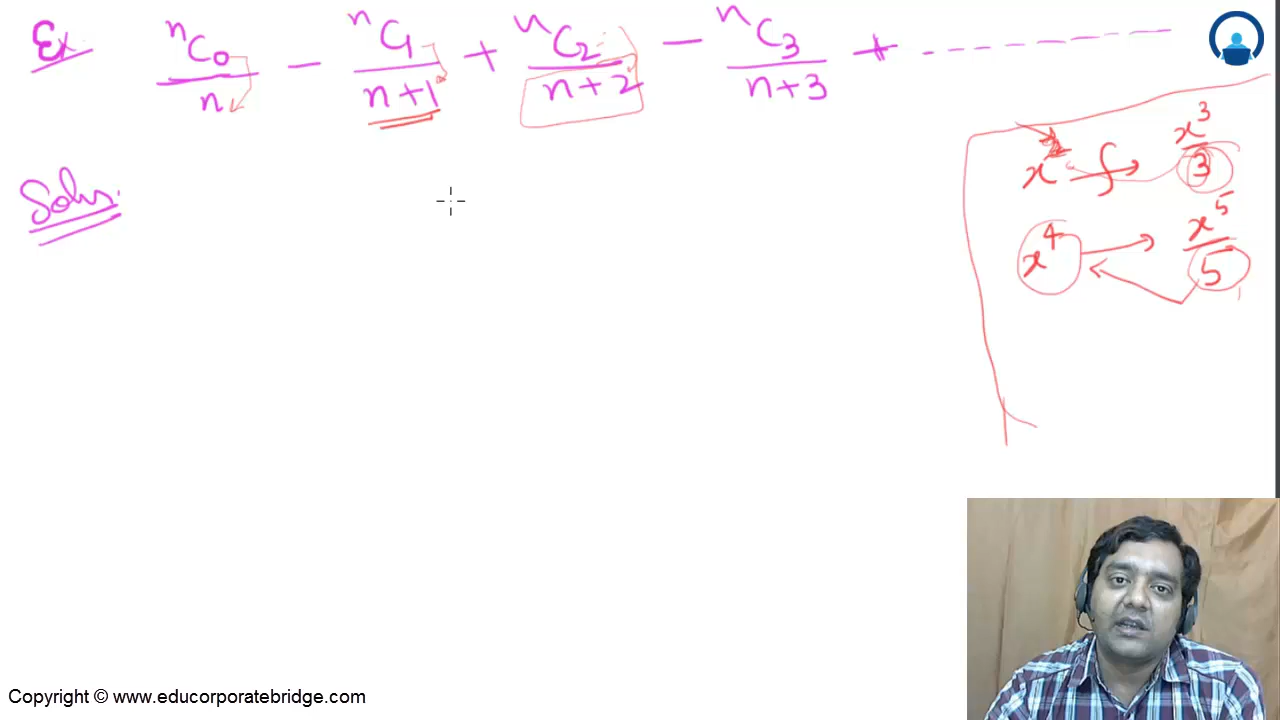 Ex. ⁿC₀/n − ⁿC₁/(n+1) + ⁿC₂/(n+2) − ⁿC₃/(n+3) + ----------
Soln.
x² ∫→ x³/3
x⁴ → x⁵/5
Copyright © www.educorporatebridge.com